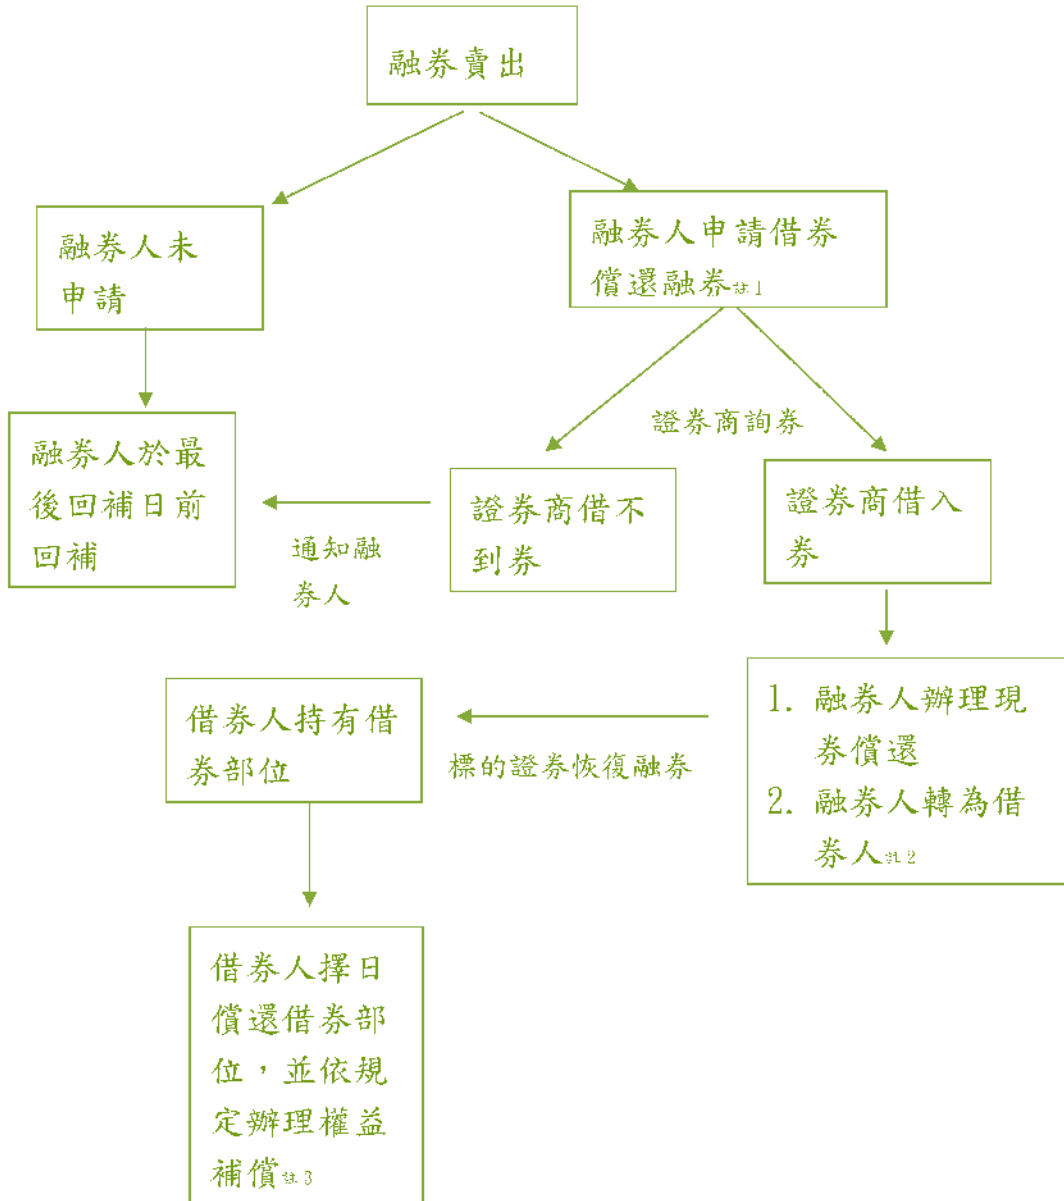 融券賣出
融券人未
申請
融券人申請借券
償還融券註1
融券人於最
後回補日前
回補
證券商詢券
通知融
券人
證券商借不
到券
證券商借入
券
借券人持有借
券部位
標的證券恢復融券
1. 融券人辦理現
券償還
2. 融券人轉為借
券人註2
借券人擇日
償還借券部
位，並依規
定辦理權益
補償註3